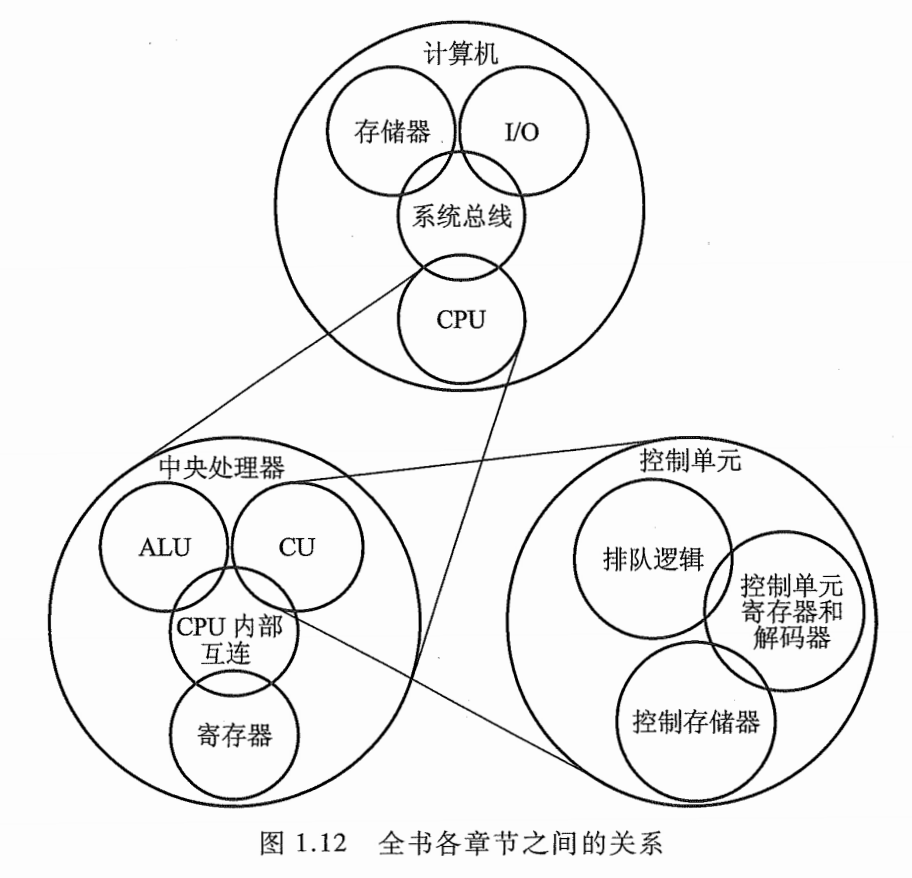 计算机
存储器
I/O
系统总线
CPU
中央处理器
ALU
CU
CPU 内部
互连
寄存器
控制单元
排队逻辑
控制单元
寄存器和
解码器
控制存储器
图 1.12 全书各章节之间的关系